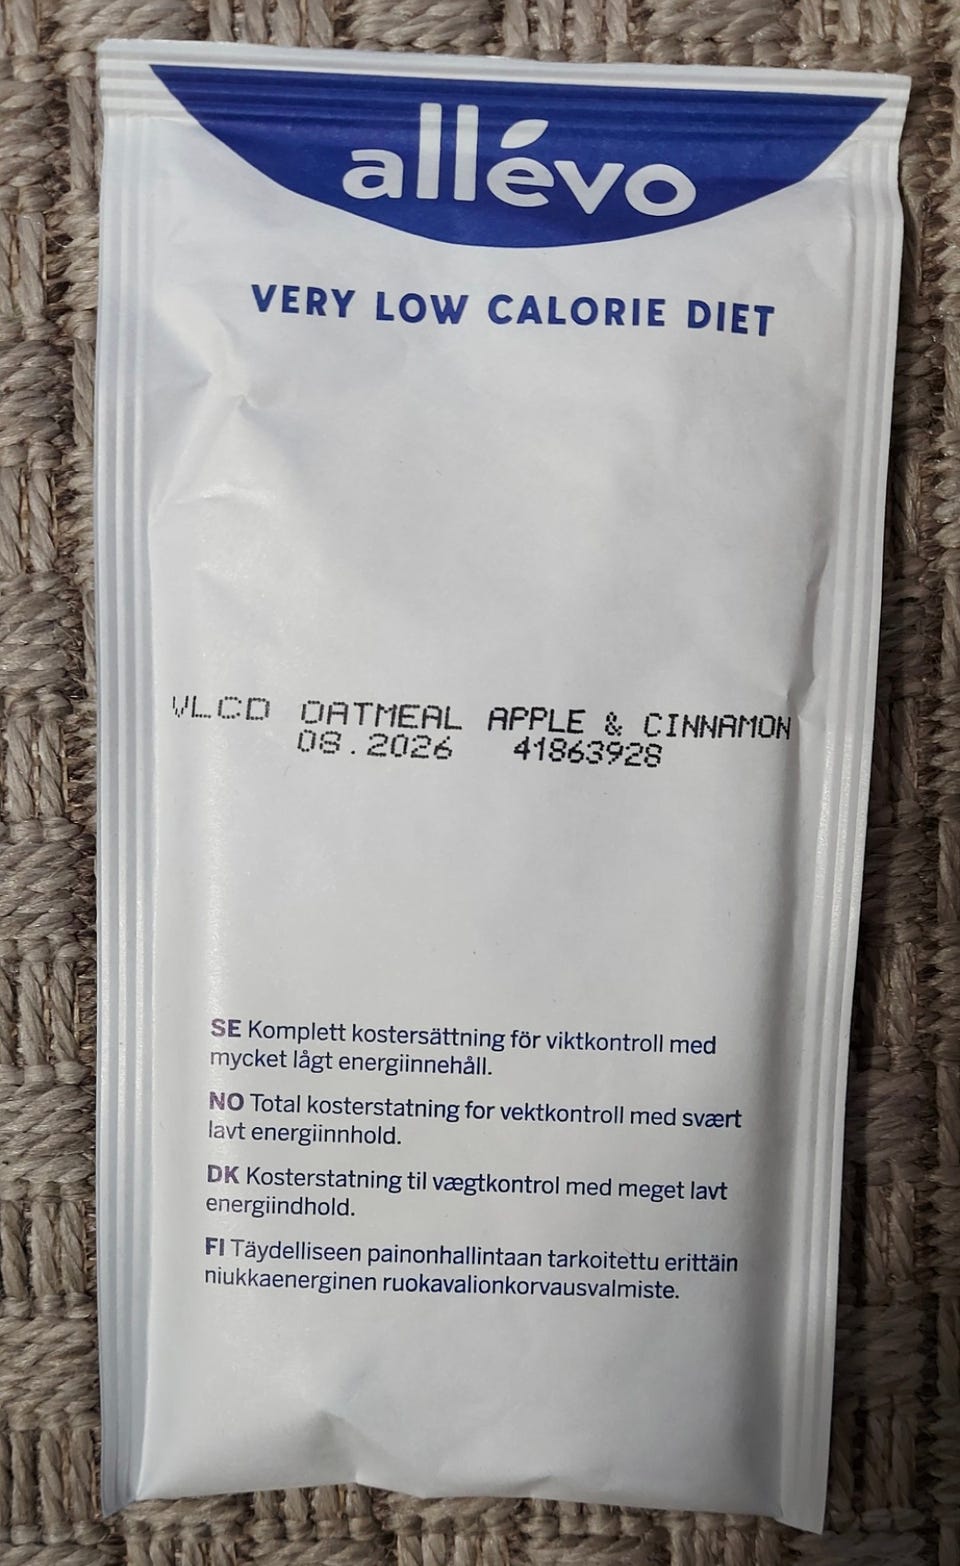 allévo
VERY LOW CALORIE DIET
VLCD OATMEAL APPLE & CINNAMON
08.2026 41863928
SE Komplett kostersättning för viktkontroll med
mycket lågt energiinnehåll.
NO Total kosterstatning for vektkontroll med svært
lavt energiinnhold.
DK Kosterstatning til vægtkontrol med meget lavt
energiindhold.
FI Täydelliseen painonhallintaan tarkoitettu erittäin
niukkaenerginen ruokavalionkorvausvalmiste.